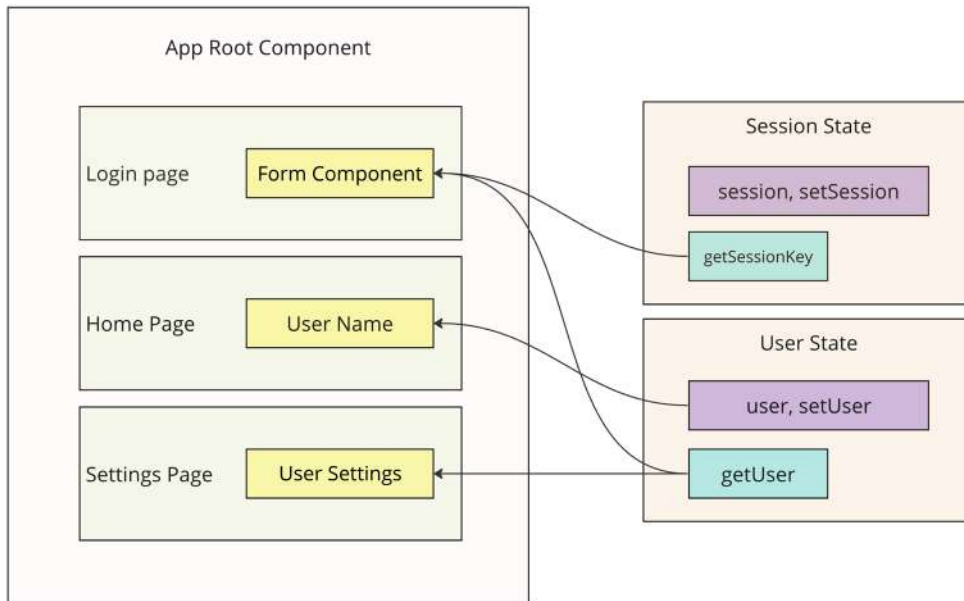 App Root Component
Login page
Form Component
Home Page
User Name
Settings Page
User Settings
Session State
session, setSession
getSessionKey
User State
user, setUser
getUser